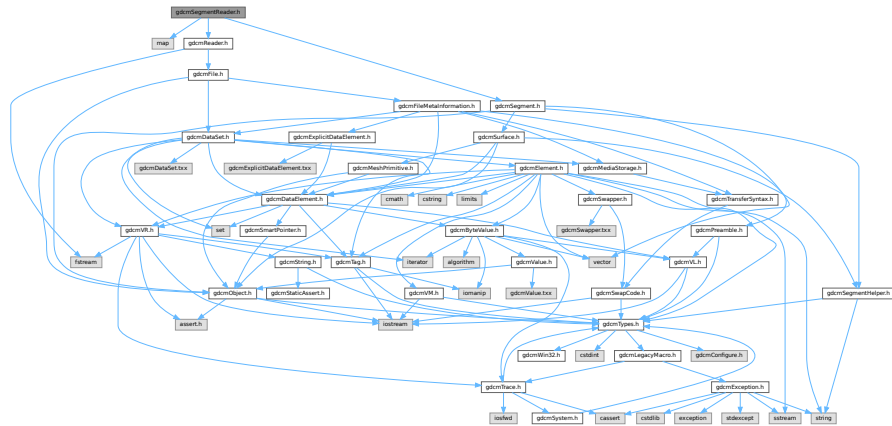 gdcmSegmentReader.h
map
gdcmReader.h
gdcmFile.h
gdcmFileMetaInformation.h
gdcmSegment.h
gdcmDataSet.h
gdcmExplicitDataElement.h
gdcmSurface.h
gdcmDataSet.txx
gdcmExplicitDataElement.txx
gdcmMeshPrimitive.h
gdcmElement.h
gdcmMediaStorage.h
gdcmDataElement.h
cmath
cstring
limits
gdcmSwapper.h
gdcmTransferSyntax.h
gdcmVR.h
set
gdcmSmartPointer.h
gdcmByteValue.h
gdcmSwapper.txx
gdcmPreamble.h
fstream
gdcmString.h
gdcmTag.h
iterator
algorithm
gdcmValue.h
vector
gdcmVL.h
gdcmObject.h
gdcmStaticAssert.h
gdcmVM.h
iomanip
gdcmValue.txx
gdcmSwapCode.h
gdcmSegmentHelper.h
assert.h
iostream
gdcmTypes.h
gdcmWin32.h
cstdint
gdcmLegacyMacro.h
gdcmConfigure.h
gdcmTrace.h
gdcmException.h
iosfwd
gdcmSystem.h
cassert
cstdlib
exception
stdexcept
sstream
string